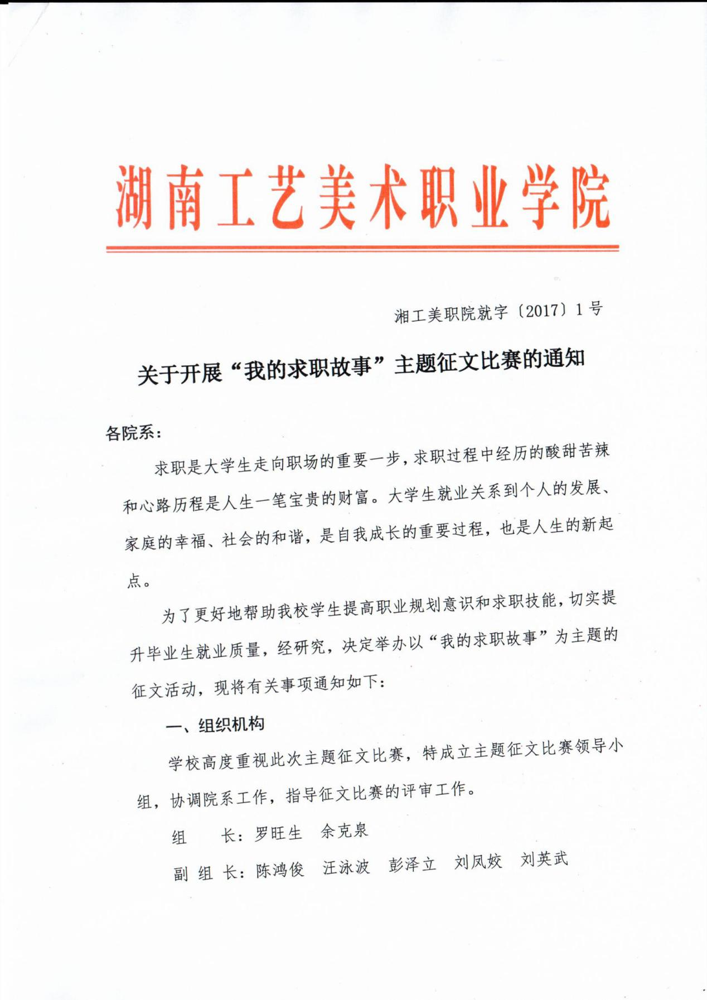 湖南工艺美术职业学院
湘工美职院就字〔2017〕1号
关于开展“我的求职故事”主题征文比赛的通知
各院系：
求职是大学生走向职场的重要一步，求职过程中经历的酸甜苦辣
和心路历程是人生一笔宝贵的财富。大学生就业关系到个人的发展、
家庭的幸福、社会的和谐，是自我成长的重要过程，也是人生的新起
点。
为了更好地帮助我校学生提高职业规划意识和求职技能，切实提
升毕业生就业质量，经研究，决定举办以“我的求职故事”为主题的
征文活动，现将有关事项通知如下：
一、组织机构
学校高度重视此次主题征文比赛，特成立主题征文比赛领导小
组，协调院系工作，指导征文比赛的评审工作。
组　　长：罗旺生　余克泉
副 组 长：陈鸿俊　汪泳波　彭泽立　刘凤姣　刘英武